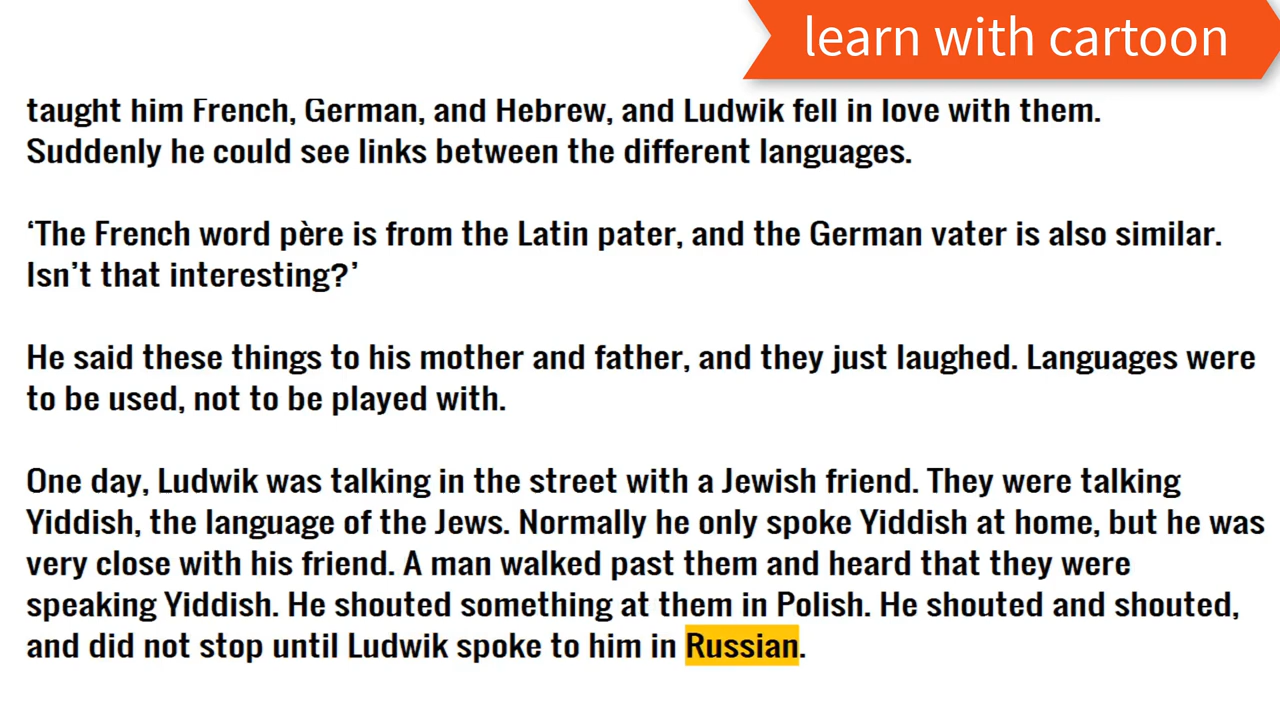 learn with cartoon
taught him French, German, and Hebrew, and Ludwik fell in love with them.
Suddenly he could see links between the different languages.
‘The French word père is from the Latin pater, and the German vater is also similar.
Isn’t that interesting?’
He said these things to his mother and father, and they just laughed. Languages were
to be used, not to be played with.
One day, Ludwik was talking in the street with a Jewish friend. They were talking
Yiddish, the language of the Jews. Normally he only spoke Yiddish at home, but he was
very close with his friend. A man walked past them and heard that they were
speaking Yiddish. He shouted something at them in Polish. He shouted and shouted,
and did not stop until Ludwik spoke to him in Russian.